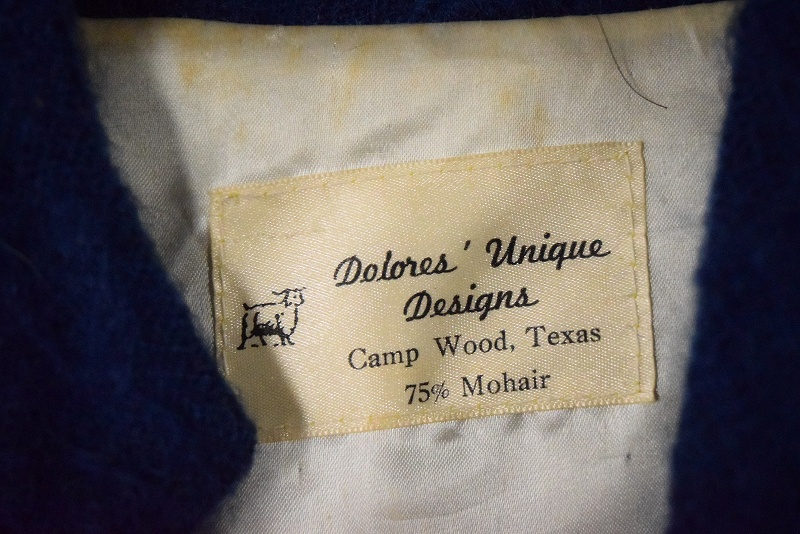 Dolores' Unique
Designs
Camp Wood, Texas
75% Mohair